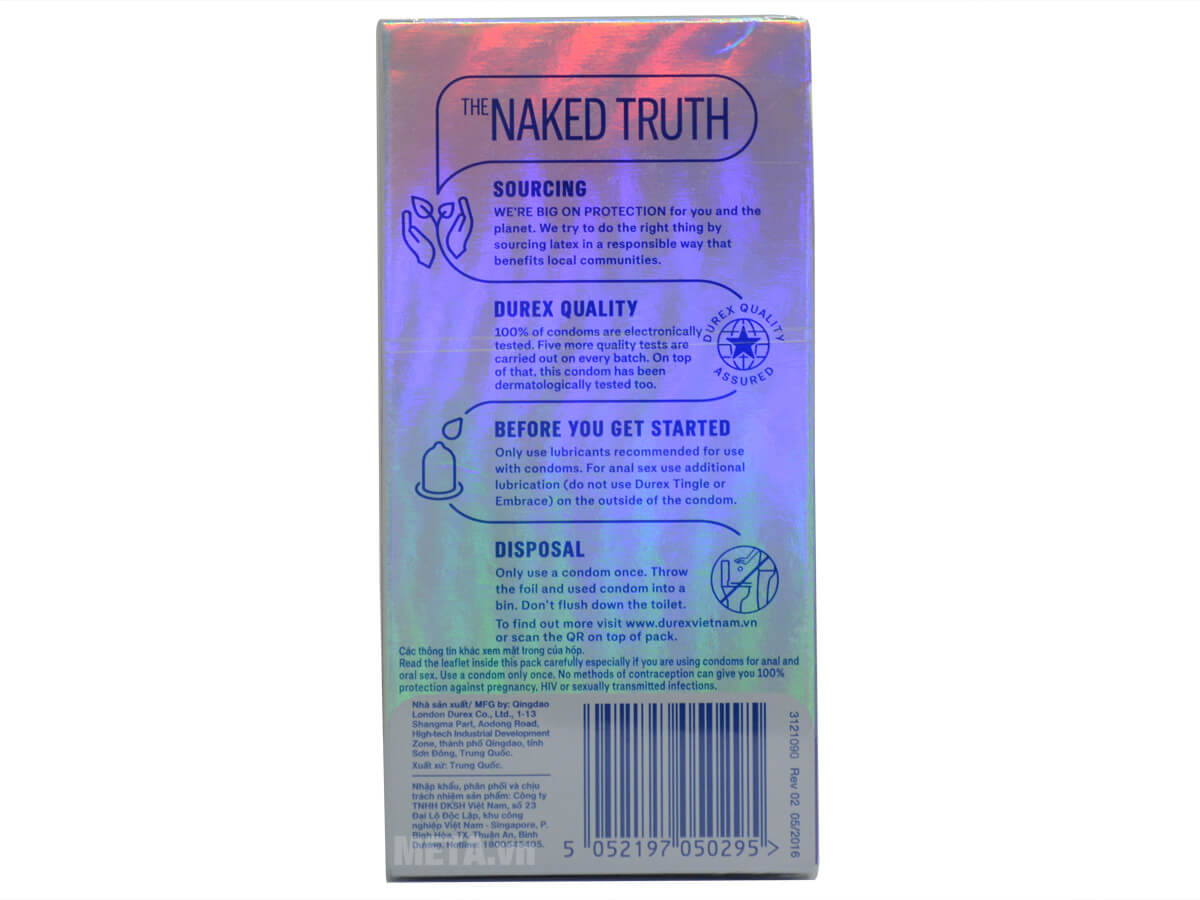 THE NAKED TRUTH
SOURCING
WE'RE BIG ON PROTECTION for you and the
planet. We try to do the right thing by
sourcing latex in a responsible way that
benefits local communities.
DUREX QUALITY
100% of condoms are electronically
tested. Five more quality tests are
carried out on every batch. On top
of that, this condom has been
dermatologically tested too.
DUREX QUALITY
ASSURED
BEFORE YOU GET STARTED
Only use lubricants recommended for use
with condoms. For anal sex use additional
lubrication (do not use Durex Tingle or
Embrace) on the outside of the condom.
DISPOSAL
Only use a condom once. Throw
the foil and used condom into a
bin. Don't flush down the toilet.
To find out more visit www.durexvietnam.vn
or scan the QR on top of pack.
Các thông tin khác xem mặt trong của hộp.
Read the leaflet inside this pack carefully especially if you are using condoms for anal and
oral sex. Use a condom only once. No methods of contraception can give you 100%
protection against pregnancy, HIV or sexually transmitted infections.
Nhà sản xuất/ MFG by: Qingdao
London Durex Co., Ltd., 1-13
Shangma Part, Aodong Road,
High-tech Industrial Development
Zone, thành phố Qingdao, tỉnh
Sơn Đông, Trung Quốc.
Xuất xứ: Trung Quốc.
Nhập khẩu, phân phối và chịu
trách nhiệm sản phẩm: Công ty
TNHH DKSH Việt Nam, số 23
Đại Lộ Độc Lập, khu công
nghiệp Việt Nam - Singapore, P.
Bình Hòa, TX, Thuận An, Bình
Dương. Hotline: 1800545405.
META.vn
5 052197 050295 >
3121090 Rev 02 05/2016